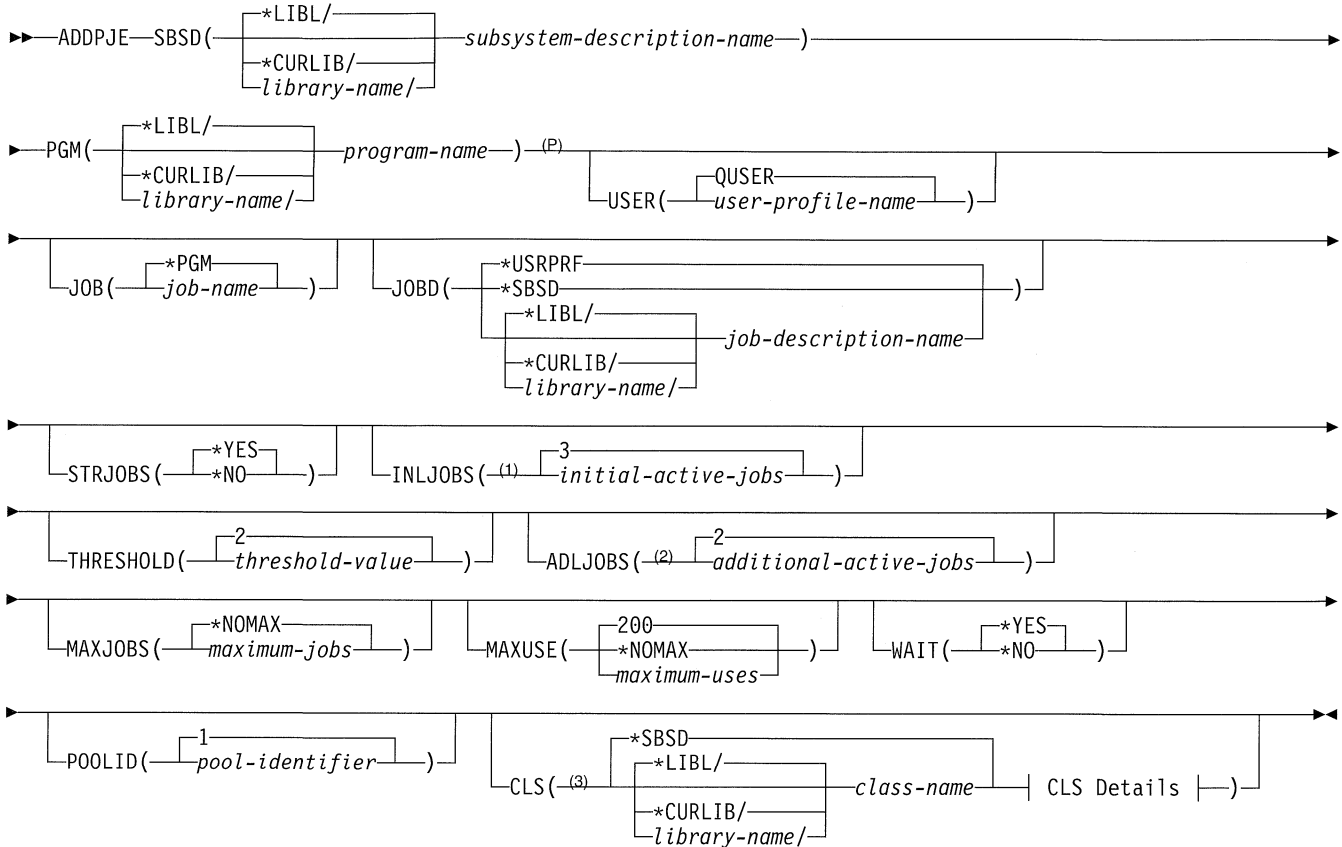 *LIBL/
ADDPJE SBSD( subsystem-description-name )
*CURLIB/
library-name/
*LIBL/
PGM( program-name ) (P)
*CURLIB/
library-name/
QUSER
USER( user-profile-name )
*PGM
JOB( job-name )
*USRPRF
JOBD( *SBSD )
*LIBL/
job-description-name
*CURLIB/
library-name/
*YES
STRJOBS( *NO )
3
INLJOBS( (1) initial-active-jobs )
2
THRESHOLD( threshold-value )
2
ADLJOBS( (2) additional-active-jobs )
*NOMAX
MAXJOBS( maximum-jobs )
200
MAXUSE( *NOMAX )
maximum-uses
*YES
WAIT( *NO )
1
POOLID( pool-identifier )
*SBSD
*LIBL/
CLS( (3) class-name CLS Details )
*CURLIB/
library-name/